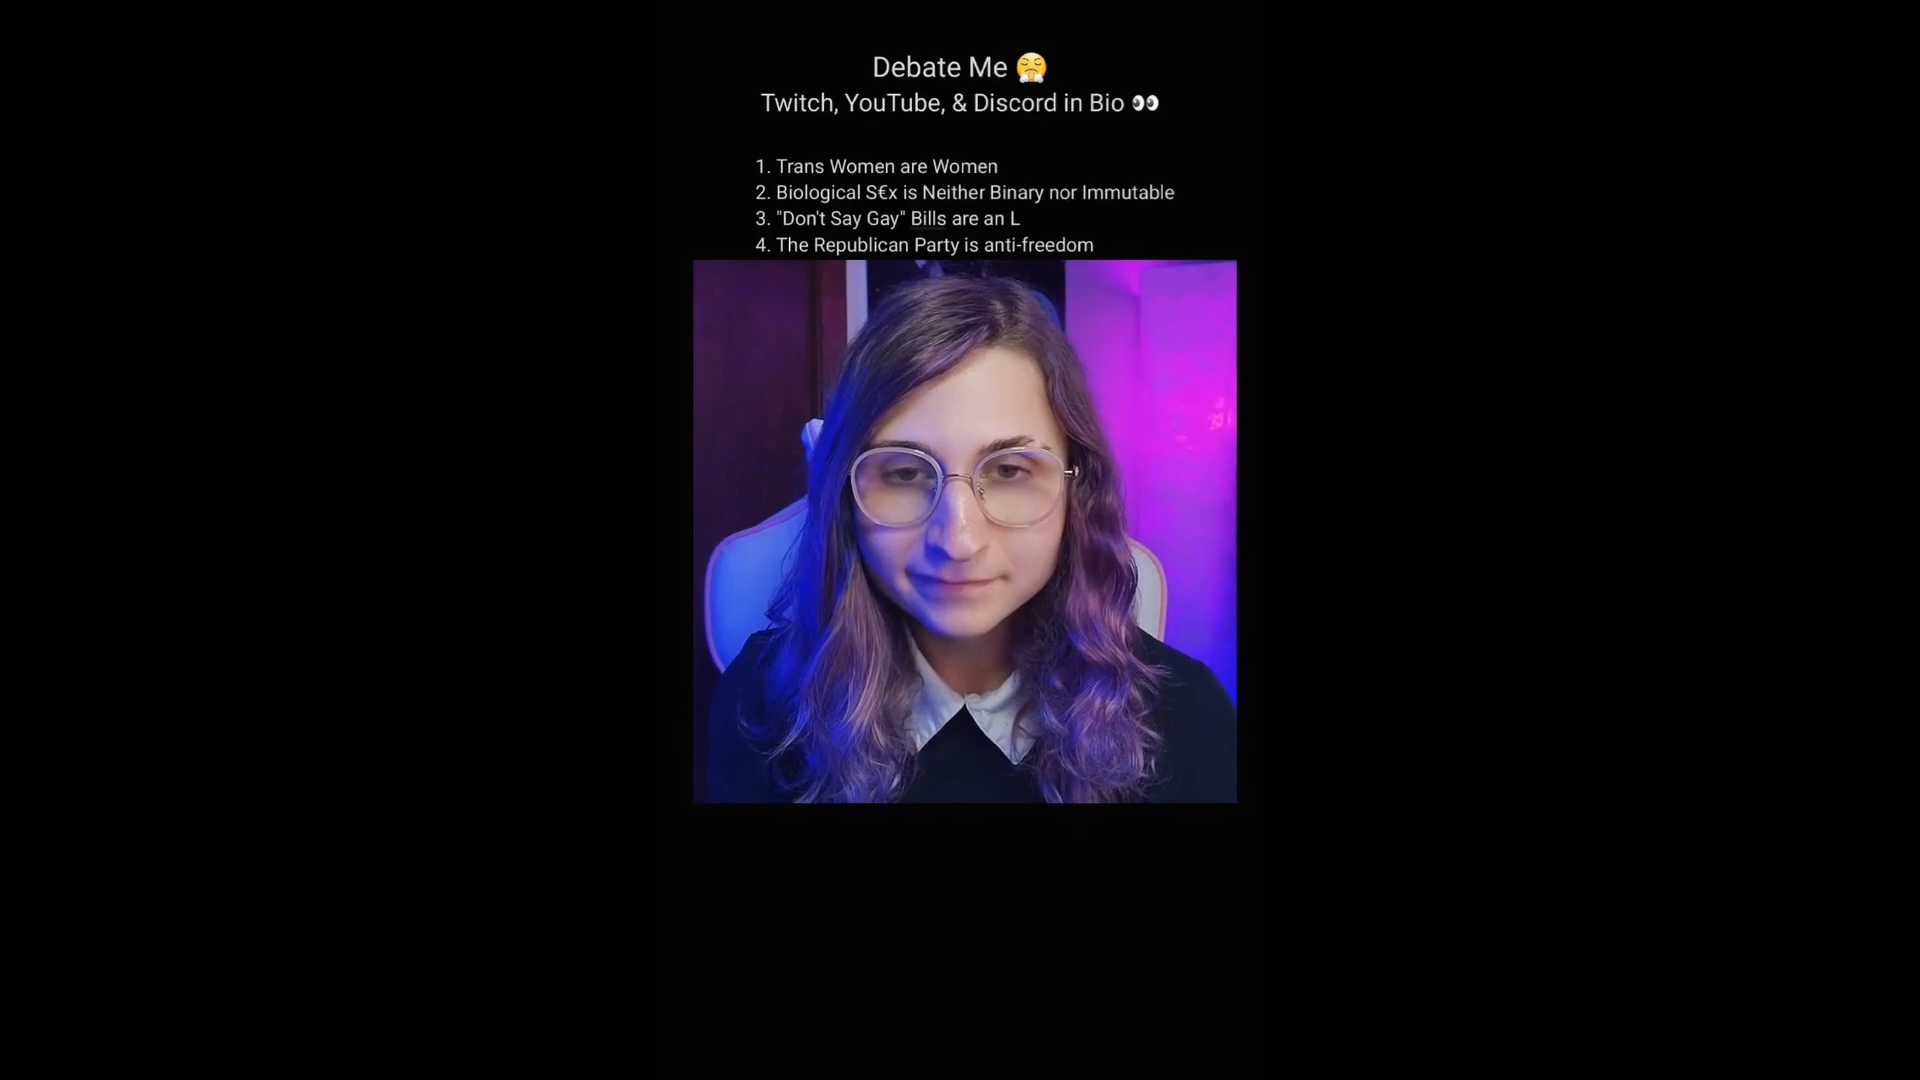 Debate Me 😤
Twitch, YouTube, & Discord in Bio 👀
1. Trans Women are Women
2. Biological S€x is Neither Binary nor Immutable
3. "Don't Say Gay" Bills are an L
4. The Republican Party is anti-freedom